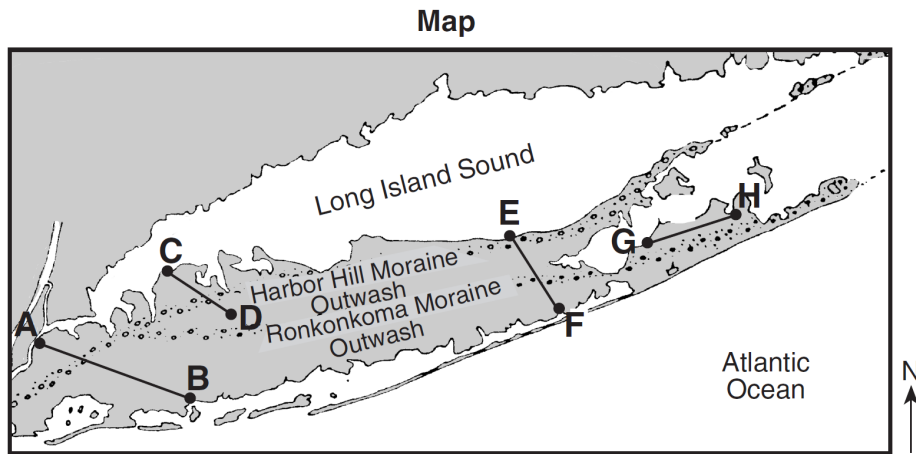 Map
Long Island Sound
C
D
E
G
H
Harbor Hill Moraine
Outwash
Ronkonkoma Moraine
Outwash
F
A
B
Atlantic
Ocean
N